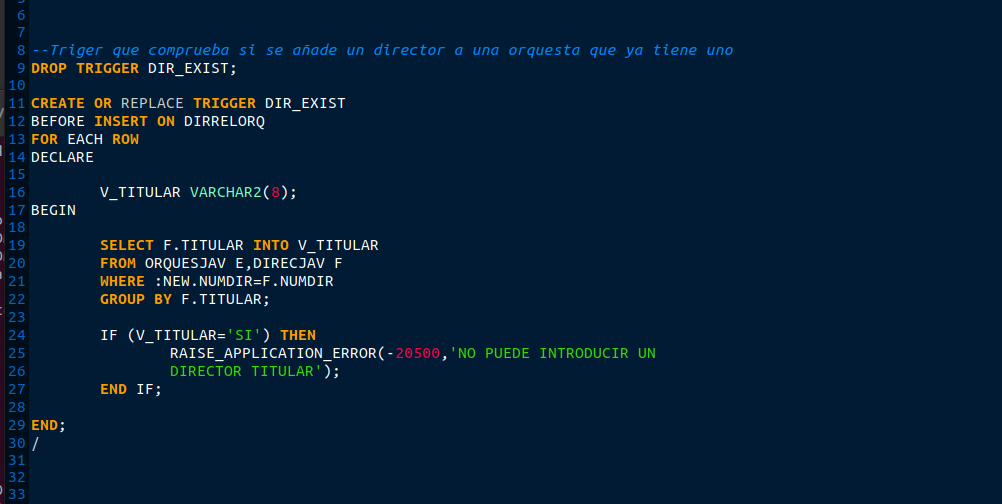 6
7
8 --Triger que comprueba si se añade un director a una orquesta que ya tiene uno
9 DROP TRIGGER DIR_EXIST;
10
11 CREATE OR REPLACE TRIGGER DIR_EXIST
12 BEFORE INSERT ON DIRRELORQ
13 FOR EACH ROW
14 DECLARE
15
16 V_TITULAR VARCHAR2(8);
17 BEGIN
18
19 SELECT F.TITULAR INTO V_TITULAR
20 FROM ORQUESJAV E,DIRECJAV F
21 WHERE :NEW.NUMDIR=F.NUMDIR
22 GROUP BY F.TITULAR;
23
24 IF (V_TITULAR='SI') THEN
25 RAISE_APPLICATION_ERROR(-20500,'NO PUEDE INTRODUCIR UN
26 DIRECTOR TITULAR');
27 END IF;
28
29 END;
30 /
31
32
33